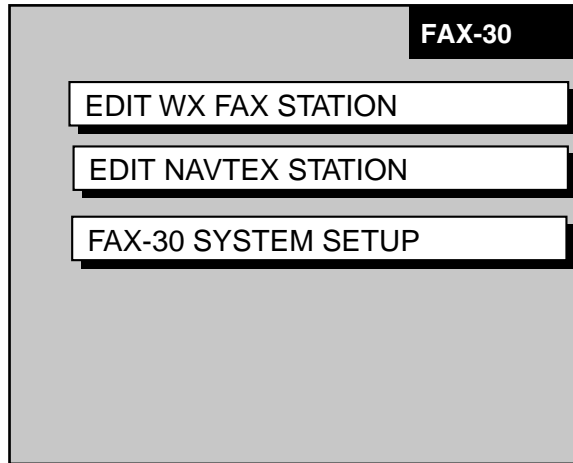 FAX-30
EDIT WX FAX STATION
EDIT NAVTEX STATION
FAX-30 SYSTEM SETUP